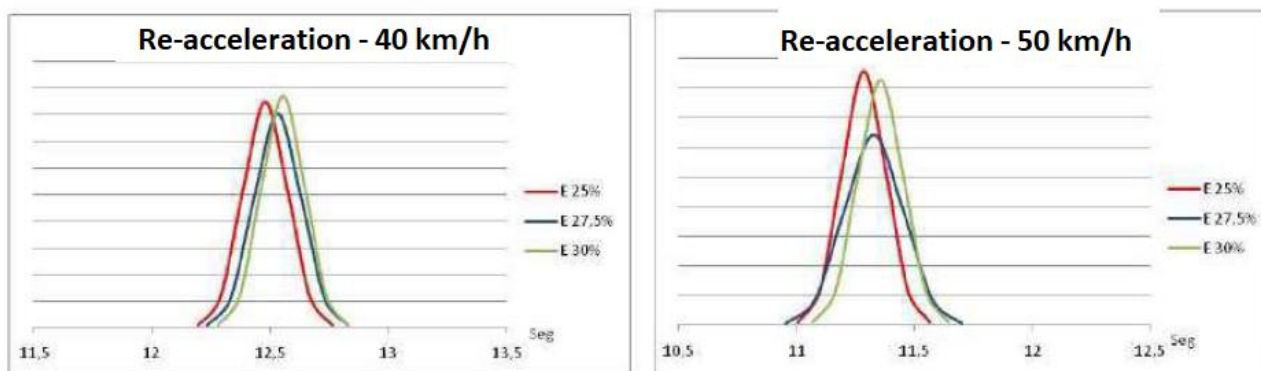 Re-acceleration - 40 km/h
E 25%
E 27,5%
E 30%
Seg
11,5 12 12,5 13 13,5
Re-acceleration - 50 km/h
E 25%
E 27,5%
E 30%
Seg
10,5 11 11,5 12 12,5